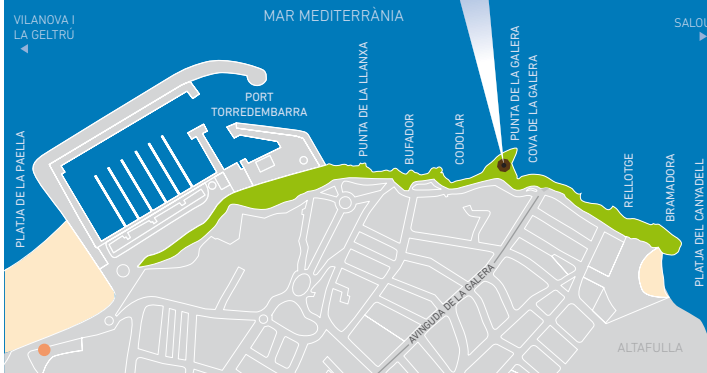 VILANOVA I
LA GELTRÚ
MAR MEDITERRÀNIA
SALOU
PORT
TORREDEMBARRA
PLATJA DE LA PAELLA
PUNTA DE LA LLANXA
BUFADOR
CODOLAR
PUNTA DE LA GALERA
COVA DE LA GALERA
RELLOTGE
BRAMADORA
PLATJA DEL CANYADELL
AVINGUDA DE LA GALERA
ALTAFULLA